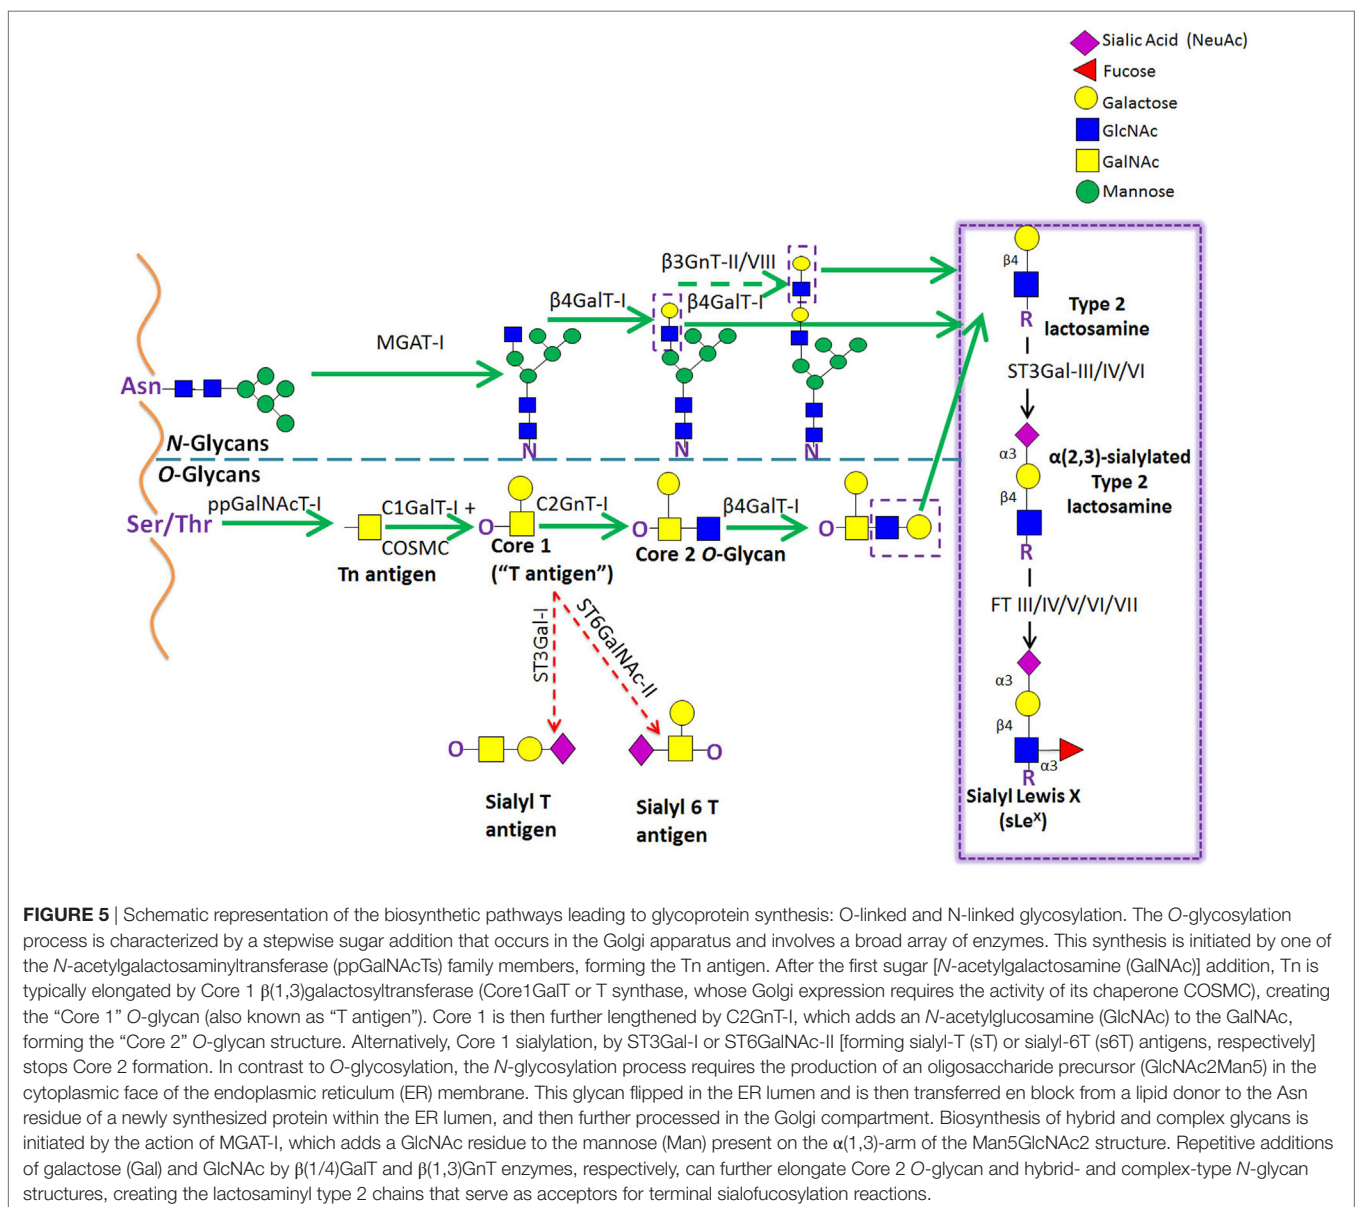 Sialic Acid (NeuAc)
Fucose
Galactose
GlcNAc
GalNAc
Mannose
β3GnT-II/VIII
β4GalT-I
β4GalT-I
MGAT-I
Asn
N
N
N
N-Glycans
O-Glycans
ppGalNAcT-I
C1GalT-I +
COSMC
C2GnT-I
β4GalT-I
Ser/Thr
O
O
O
Tn antigen
Core 1
("T antigen")
Core 2 O-Glycan
ST3Gal-I
ST6GalNAc-II
O
O
Sialyl T
antigen
Sialyl 6 T
antigen
β4
R
Type 2
lactosamine
ST3Gal-III/IV/VI
α3
β4
R
α(2,3)-sialylated
Type 2
lactosamine
FT III/IV/V/VI/VII
α3
β4
α3
R
Sialyl Lewis X
(sLeX)
FIGURE 5 | Schematic representation of the biosynthetic pathways leading to glycoprotein synthesis: O-linked and N-linked glycosylation. The O-glycosylation
process is characterized by a stepwise sugar addition that occurs in the Golgi apparatus and involves a broad array of enzymes. This synthesis is initiated by one of
the N-acetylgalactosaminyltransferase (ppGalNAcTs) family members, forming the Tn antigen. After the first sugar [N-acetylgalactosamine (GalNAc)] addition, Tn is
typically elongated by Core 1 β(1,3)galactosyltransferase (Core1GalT or T synthase, whose Golgi expression requires the activity of its chaperone COSMC), creating
the "Core 1" O-glycan (also known as "T antigen"). Core 1 is then further lengthened by C2GnT-I, which adds an N-acetylglucosamine (GlcNAc) to the GalNAc,
forming the "Core 2" O-glycan structure. Alternatively, Core 1 sialylation, by ST3Gal-I or ST6GalNAc-II [forming sialyl-T (sT) or sialyl-6T (s6T) antigens, respectively]
stops Core 2 formation. In contrast to O-glycosylation, the N-glycosylation process requires the production of an oligosaccharide precursor (GlcNAc2Man5) in the
cytoplasmic face of the endoplasmic reticulum (ER) membrane. This glycan flipped in the ER lumen and is then transferred en block from a lipid donor to the Asn
residue of a newly synthesized protein within the ER lumen, and then further processed in the Golgi compartment. Biosynthesis of hybrid and complex glycans is
initiated by the action of MGAT-I, which adds a GlcNAc residue to the mannose (Man) present on the α(1,3)-arm of the Man5GlcNAc2 structure. Repetitive additions
of galactose (Gal) and GlcNAc by β(1/4)GalT and β(1,3)GnT enzymes, respectively, can further elongate Core 2 O-glycan and hybrid- and complex-type N-glycan
structures, creating the lactosaminyl type 2 chains that serve as acceptors for terminal sialofucosylation reactions.